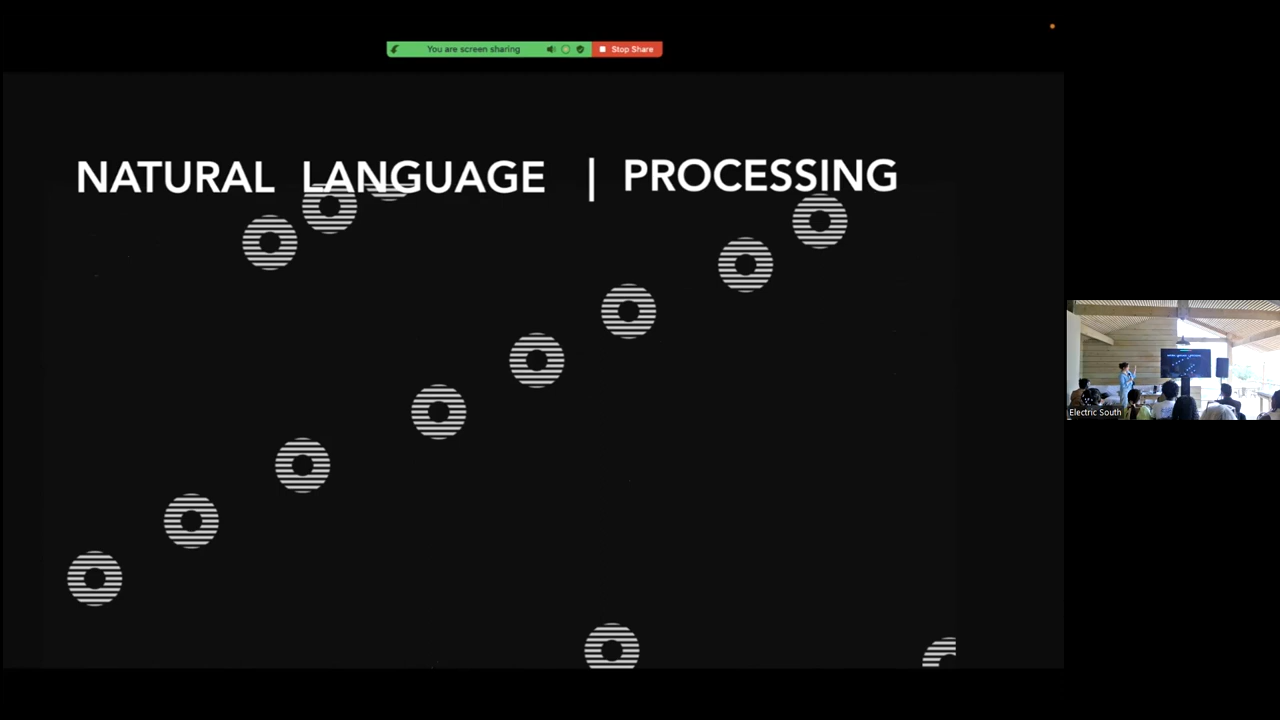 You are screen sharing Stop Share
NATURAL LANGUAGE | PROCESSING
Electric South